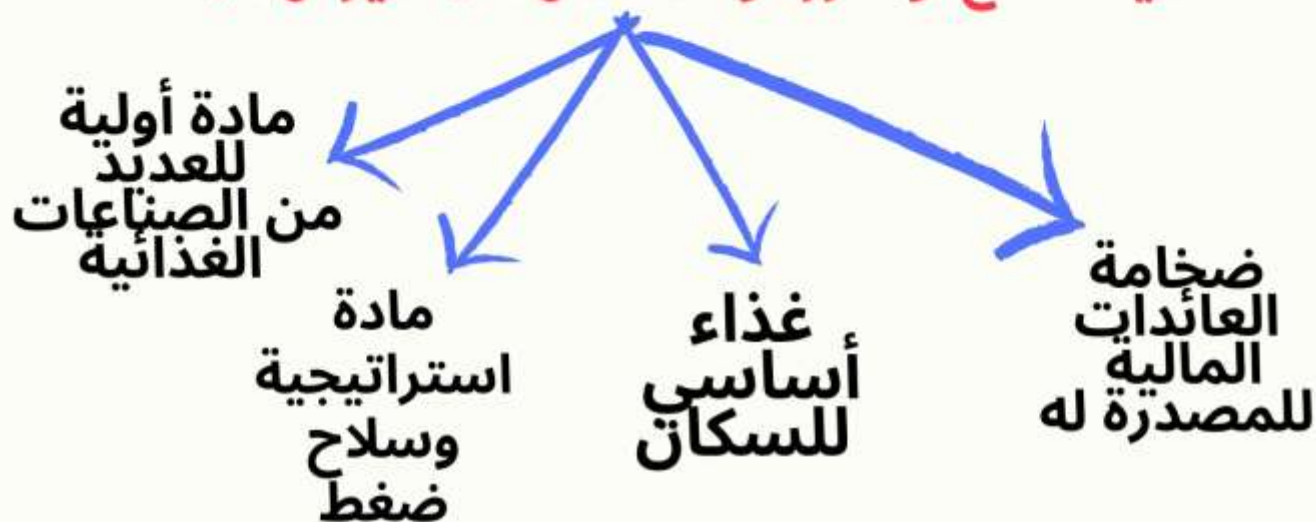 ضخامة
العائدات
المالية
للمصدرة له
غذاء
أساسي
للسكان
مادة
استراتيجية
وسلاح
ضغط
مادة أولية
للعديد
من الصناعات
الغذائية